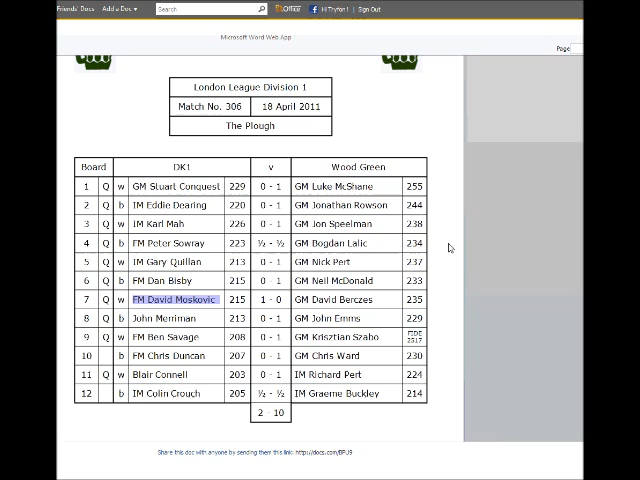 Friends' Docs Add a Doc ▾ Search Office Hi Tryfon ! | Sign Out
Microsoft Word Web App
Page
London League Division 1
Match No. 306 18 April 2011
The Plough
Board DK1 v Wood Green
1 Q w GM Stuart Conquest 229 0 - 1 GM Luke McShane 255
2 Q b IM Eddie Dearing 220 0 - 1 GM Jonathan Rowson 244
3 Q w IM Karl Mah 226 0 - 1 GM Jon Speelman 238
4 Q b FM Peter Sowray 223 ½ - ½ GM Bogdan Lalic 234
5 Q w IM Gary Quillan 213 0 - 1 GM Nick Pert 237
6 Q b FM Dan Bisby 215 0 - 1 GM Neil McDonald 233
7 Q w FM David Moskovic 215 1 - 0 GM David Berczes 235
8 Q b John Merriman 213 0 - 1 GM John Emms 229
9 Q w FM Ben Savage 208 0 - 1 GM Krisztian Szabo FIDE 2517
10 b FM Chris Duncan 207 0 - 1 GM Chris Ward 230
11 Q w Blair Connell 203 0 - 1 IM Richard Pert 224
12 b IM Colin Crouch 205 ½ - ½ IM Graeme Buckley 214
2 - 10
Share this doc with anyone by sending them this link: http://docs.com/BFU9